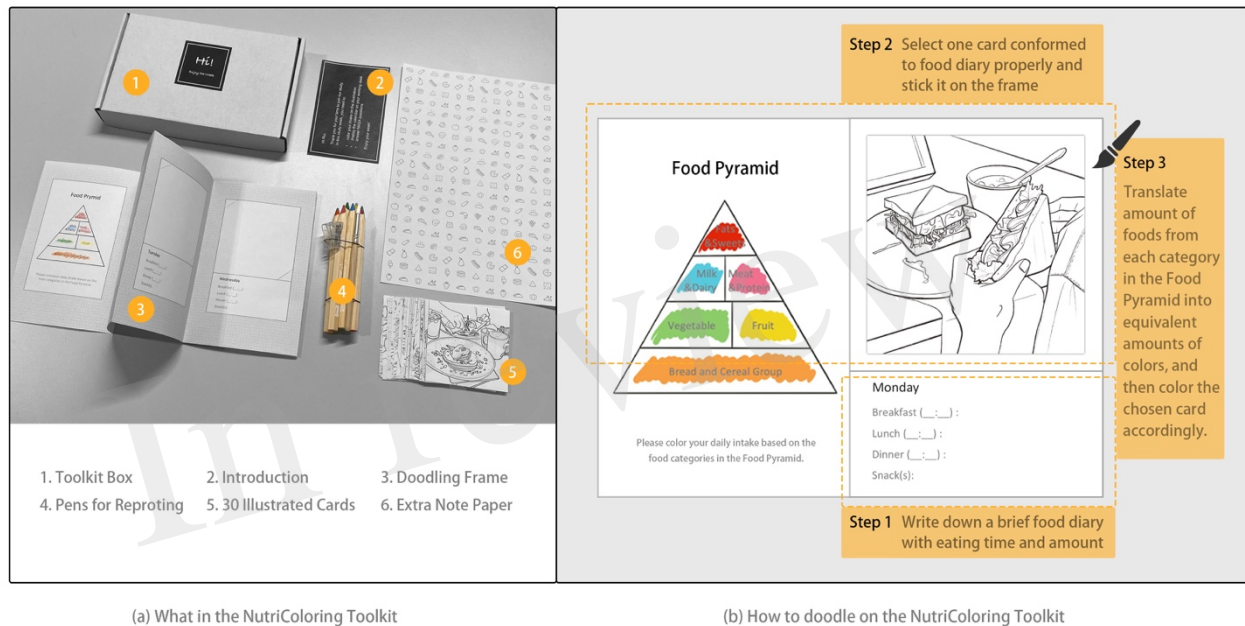 Hi!
1
2
Food Prymid
Tuesday
Wednesday
3
4
5
6
1. Toolkit Box
2. Introduction
3. Doodling Frame
4. Pens for Reproting
5. 30 Illustrated Cards
6. Extra Note Paper
(a) What in the NutriColoring Toolkit
Step 2 Select one card conformed
to food diary properly and
stick it on the frame
Food Pyramid
Fats
&Sweets
Milk
&Dairy
Meat
&Protein
Vegetable
Fruit
Bread and Cereal Group
Please color your daily intake based on the
food categories in the Food Pyramid.
Step 3
Translate
amount of
foods from
each category
in the Food
Pyramid into
equivalent
amounts of
colors, and
then color the
chosen card
accordingly.
Monday
Breakfast (__:__) :
Lunch (__:__) :
Dinner (__:__) :
Snack(s):
Step 1 Write down a brief food diary
with eating time and amount
(b) How to doodle on the NutriColoring Toolkit
In review